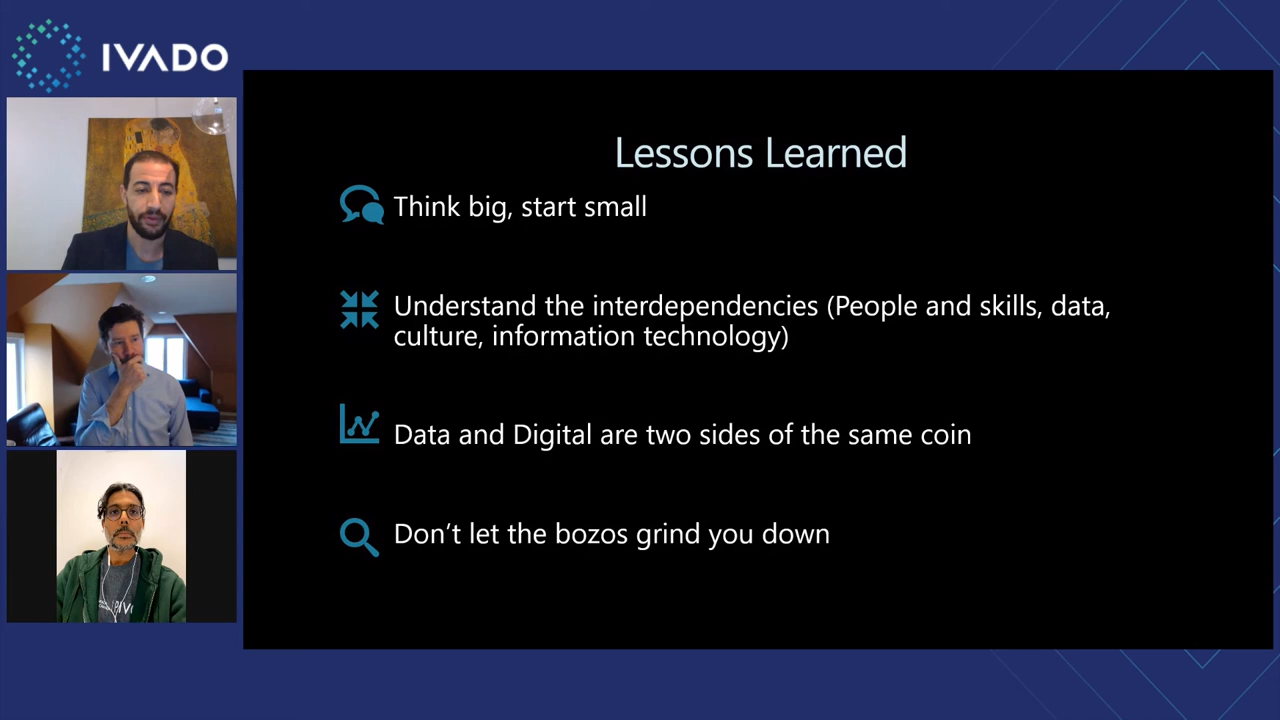 IVADO
Lessons Learned
Think big, start small
Understand the interdependencies (People and skills, data,
culture, information technology)
Data and Digital are two sides of the same coin
Don’t let the bozos grind you down